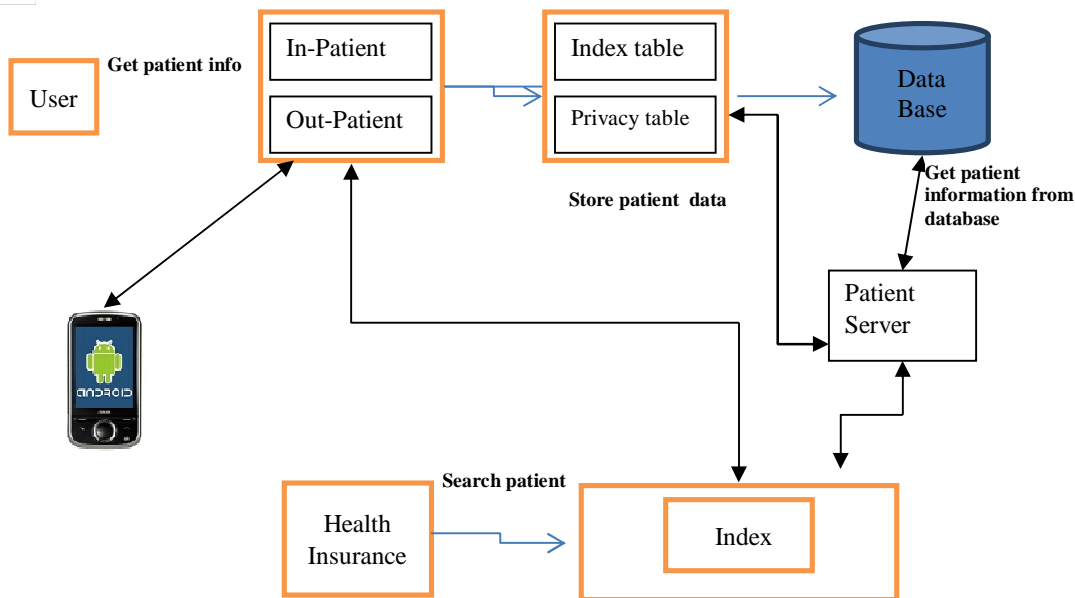 User
Get patient info
In-Patient
Out-Patient
Index table
Privacy table
Data
Base
Store patient data
Get patient
information from
database
Patient
Server
ANDROID
Search patient
Health
Insurance
Index